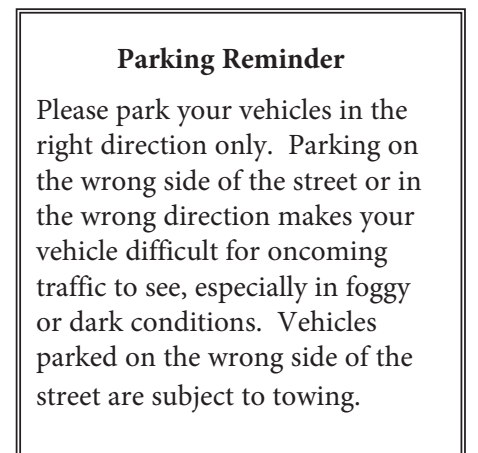 Parking Reminder
Please park your vehicles in the
right direction only.  Parking on
the wrong side of the street or in
the wrong direction makes your
vehicle difficult for oncoming
traffic to see, especially in foggy
or dark conditions.  Vehicles
parked on the wrong side of the
street are subject to towing.